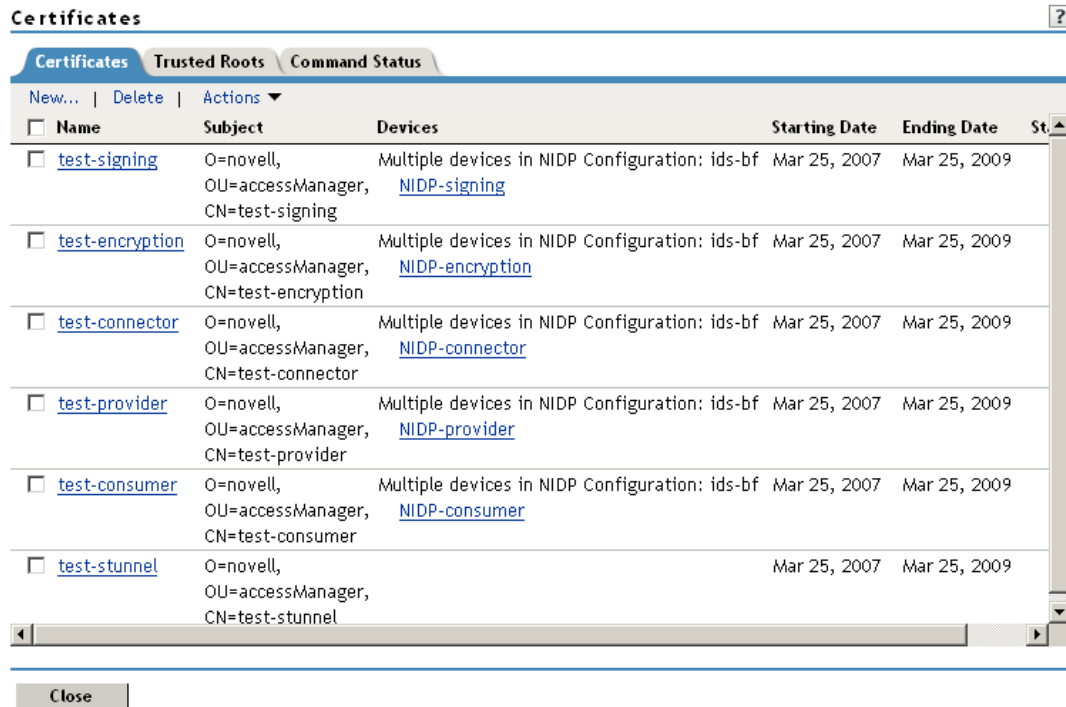 Certificates
?
Certificates Trusted Roots Command Status
New... | Delete | Actions
Name Subject Devices Starting Date Ending Date
test-signing O=novell, Multiple devices in NIDP Configuration: ids-bf Mar 25, 2007 Mar 25, 2009
OU=accessManager, NIDP-signing
CN=test-signing
test-encryption O=novell, Multiple devices in NIDP Configuration: ids-bf Mar 25, 2007 Mar 25, 2009
OU=accessManager, NIDP-encryption
CN=test-encryption
test-connector O=novell, Multiple devices in NIDP Configuration: ids-bf Mar 25, 2007 Mar 25, 2009
OU=accessManager, NIDP-connector
CN=test-connector
test-provider O=novell, Multiple devices in NIDP Configuration: ids-bf Mar 25, 2007 Mar 25, 2009
OU=accessManager, NIDP-provider
CN=test-provider
test-consumer O=novell, Multiple devices in NIDP Configuration: ids-bf Mar 25, 2007 Mar 25, 2009
OU=accessManager, NIDP-consumer
CN=test-consumer
test-stunnel O=novell, Mar 25, 2007 Mar 25, 2009
OU=accessManager,
CN=test-stunnel
Close